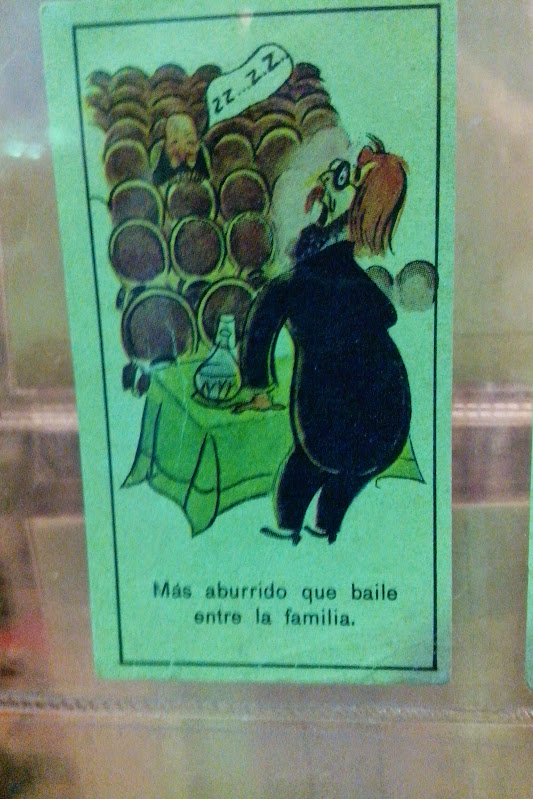 ZZ...Z.Z.
Más aburrido que baile
entre la familia.